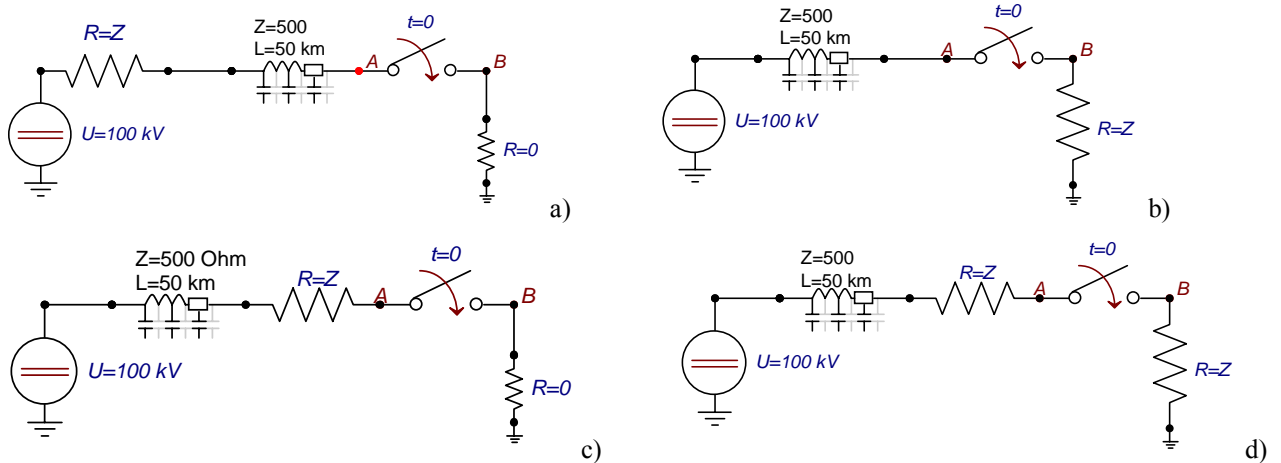 R=Z
Z=500
L=50 km
t=0
A
B
U=100 kV
R=0
a)
Z=500
L=50 km
t=0
A
B
U=100 kV
R=Z
b)
Z=500 Ohm
L=50 km
R=Z
t=0
A
B
U=100 kV
R=0
c)
Z=500
L=50 km
R=Z
t=0
A
B
U=100 kV
R=Z
d)